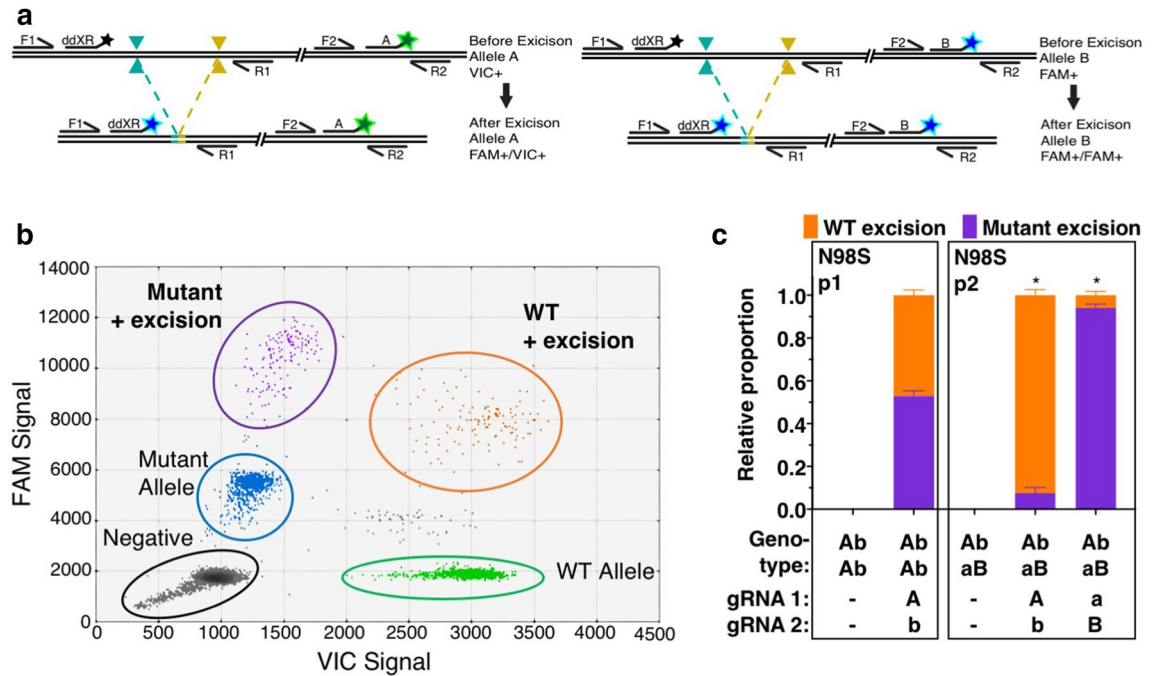 a
F1
ddXR
F2
A
R1
R2
Before Exicison
Allele A
VIC+
F1
ddXR
F2
A
R1
R2
After Exicison
Allele A
FAM+/VIC+
F1
ddXR
F2
B
R1
R2
Before Exicison
Allele B
FAM+
F1
ddXR
F2
B
R1
R2
After Exicison
Allele B
FAM+/FAM+
b
FAM Signal
14000
12000
10000
8000
6000
4000
2000
0
Mutant
+ excision
WT
+ excision
Mutant
Allele
Negative
WT Allele
0 500 1000 1500 2000 2500 3000 3500 4000 4500
VIC Signal
c
WT excision Mutant excision
N98S
p1
N98S
p2
* *
Relative proportion
1.0
0.8
0.6
0.4
0.2
0.0
Geno- Ab Ab Ab Ab Ab
type: Ab Ab aB aB aB
gRNA 1: - A - A a
gRNA 2: - b - b B